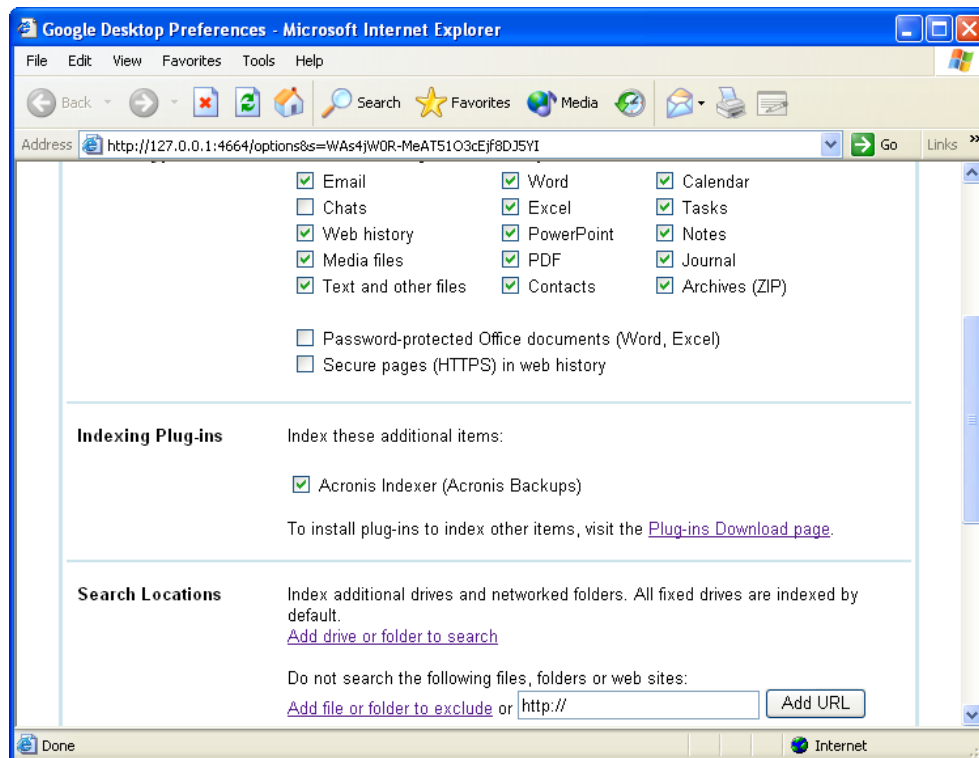 Google Desktop Preferences - Microsoft Internet Explorer
File Edit View Favorites Tools Help
Back Search Favorites Media
Address http://127.0.0.1:4664/options&s=WAs4jW0R-MeAT51O3cEjf8DJ5YI Go Links »
Email Word Calendar
Chats Excel Tasks
Web history PowerPoint Notes
Media files PDF Journal
Text and other files Contacts Archives (ZIP)
Password-protected Office documents (Word, Excel)
Secure pages (HTTPS) in web history
Indexing Plug-ins Index these additional items:
Acronis Indexer (Acronis Backups)
To install plug-ins to index other items, visit the Plug-ins Download page.
Search Locations Index additional drives and networked folders. All fixed drives are indexed by
default.
Add drive or folder to search
Do not search the following files, folders or web sites:
Add file or folder to exclude or http:// Add URL
Done Internet